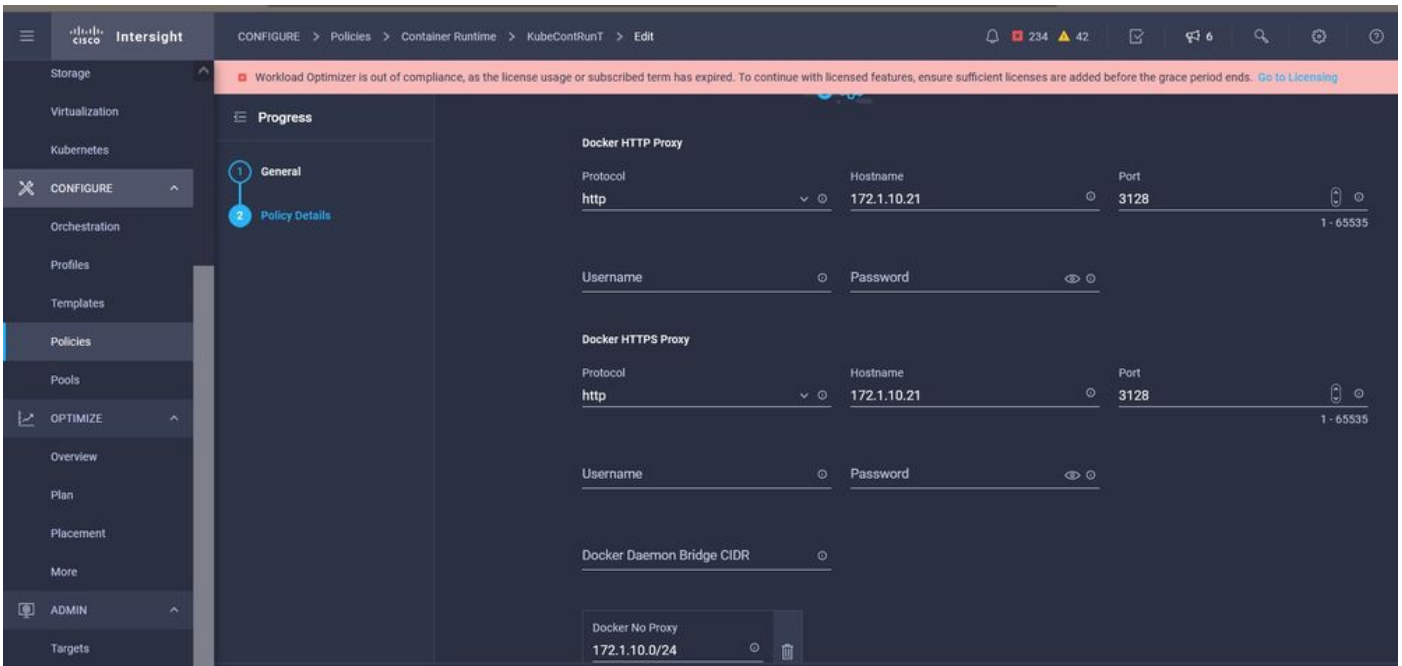 CISCO Intersight
CONFIGURE > Policies > Container Runtime > KubeContRunT > Edit
234 42 6
Workload Optimizer is out of compliance, as the license usage or subscribed term has expired. To continue with licensed features, ensure sufficient licenses are added before the grace period ends. Go to Licensing
Storage
Virtualization
Kubernetes
CONFIGURE
Orchestration
Profiles
Templates
Policies
Pools
OPTIMIZE
Overview
Plan
Placement
More
ADMIN
Targets
Progress
1 General
2 Policy Details
Docker HTTP Proxy
Protocol Hostname Port
http 172.1.10.21 3128
1 - 65535
Username Password
Docker HTTPS Proxy
Protocol Hostname Port
http 172.1.10.21 3128
1 - 65535
Username Password
Docker Daemon Bridge CIDR
Docker No Proxy
172.1.10.0/24